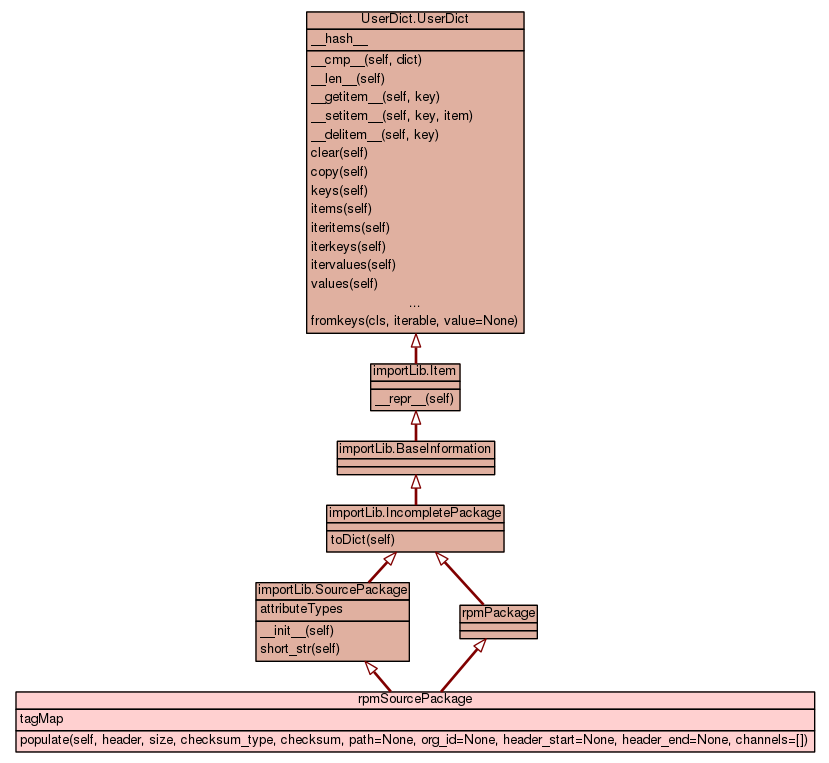 UserDict.UserDict
__hash__
__cmp__(self, dict)
__len__(self)
__getitem__(self, key)
__setitem__(self, key, item)
__delitem__(self, key)
clear(self)
copy(self)
keys(self)
items(self)
iteritems(self)
iterkeys(self)
itervalues(self)
values(self)
...
fromkeys(cls, iterable, value=None)
importLib.Item
__repr__(self)
importLib.BaseInformation
importLib.IncompletePackage
toDict(self)
importLib.SourcePackage
attributeTypes
__init__(self)
short_str(self)
rpmPackage
rpmSourcePackage
tagMap
populate(self, header, size, checksum_type, checksum, path=None, org_id=None, header_start=None, header_end=None, channels=[])